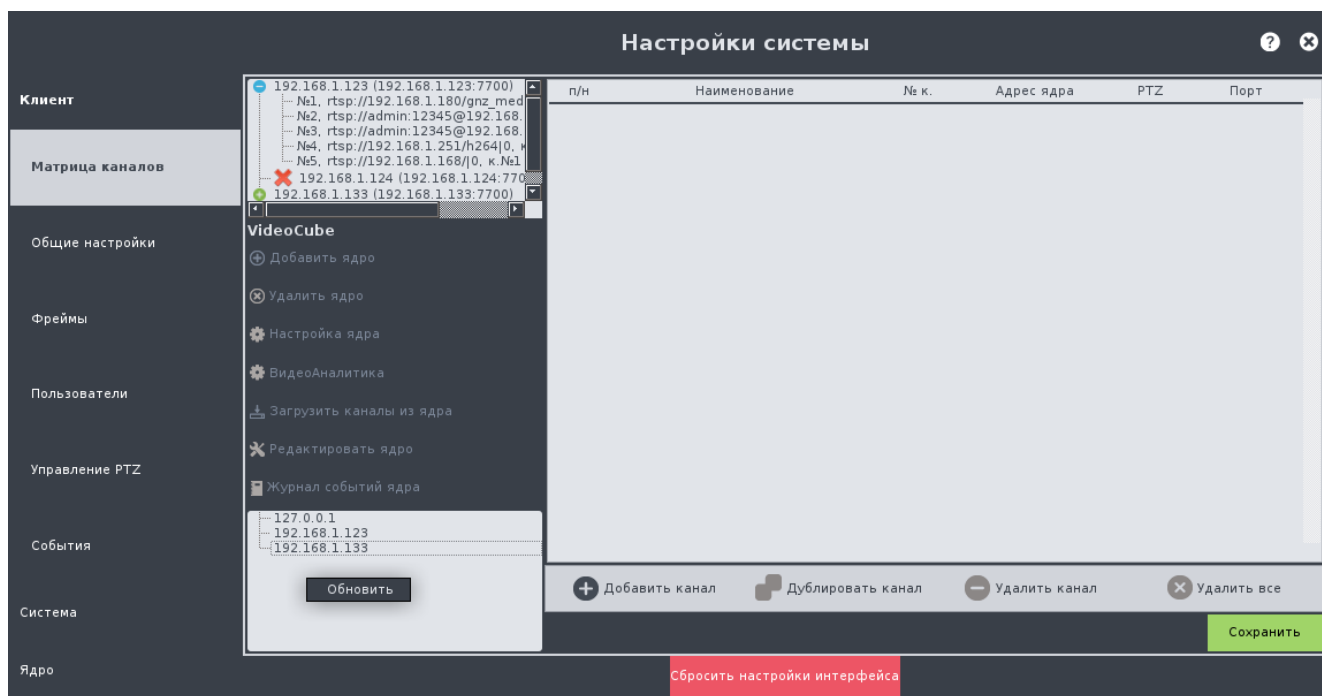 Настройки системы
Клиент
Матрица каналов
Общие настройки
Фреймы
Пользователи
Управление PTZ
События
Система
Ядро
192.168.1.123 (192.168.1.123:7700)
№1, rtsp://192.168.1.180/gnz_med
№2, rtsp://admin:12345@192.168.
№3, rtsp://admin:12345@192.168.
№4, rtsp://192.168.1.251/h264|0, к
№5, rtsp://192.168.1.168/|0, к.№1
192.168.1.124 (192.168.1.124:770
192.168.1.133 (192.168.1.133:7700)
VideoCube
Добавить ядро
Удалить ядро
Настройка ядра
ВидеоАналитика
Загрузить каналы из ядра
Редактировать ядро
Журнал событий ядра
127.0.0.1
192.168.1.123
192.168.1.133
Обновить
п/н Наименование № к. Адрес ядра PTZ Порт
Добавить канал Дублировать канал Удалить канал Удалить все
Сохранить
Сбросить настройки интерфейса